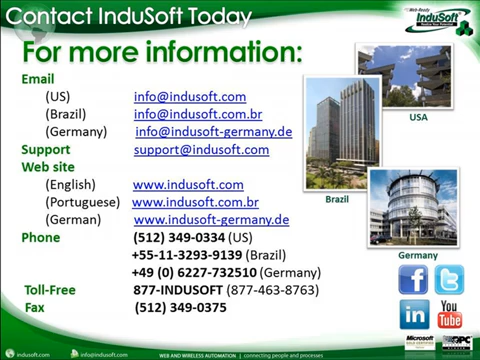 Contact InduSoft Today
Web-Ready
InduSoft
For more information:
Email
(US) info@indusoft.com
(Brazil) info@indusoft.com.br
(Germany) info@indusoft-germany.de
Support support@indusoft.com
Web site
(English) www.indusoft.com
(Portuguese) www.indusoft.com.br
(German) www.indusoft-germany.de
Phone (512) 349-0334 (US)
+55-11-3293-9139 (Brazil)
+49 (0) 6227-732510 (Germany)
Toll-Free 877-INDUSOFT (877-463-8763)
Fax (512) 349-0375
USA
Brazil
Germany
f
t
in
You Tube
indusoft.com
info@indusoft.com
WEB AND WIRELESS AUTOMATION | connecting people and processes
Microsoft
OPC